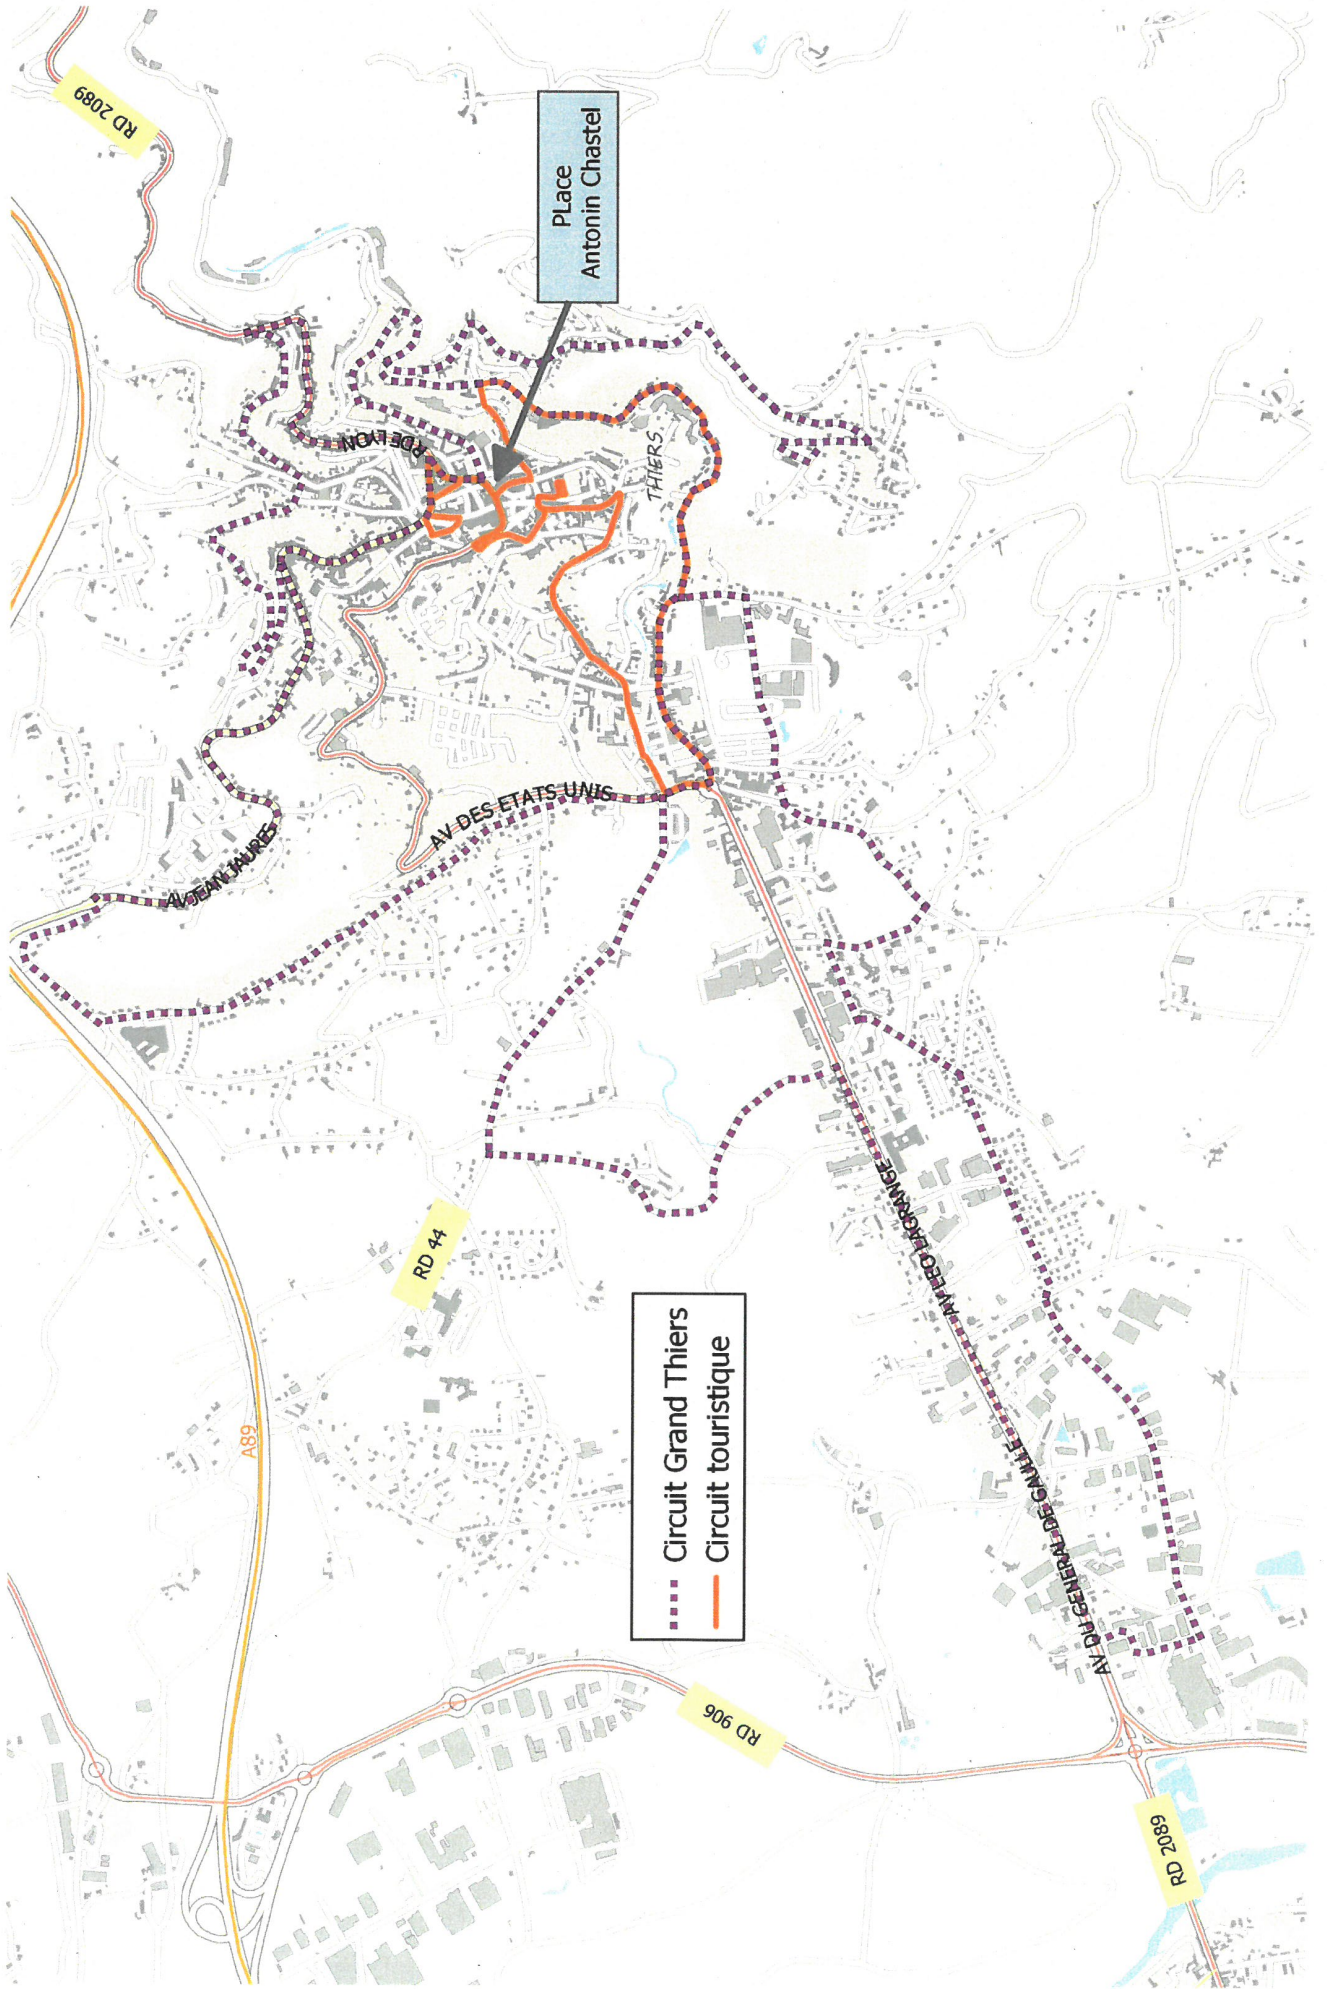 RD 2089
PLace
Antonin Chastel
R DE LYON
THIERS
AV JEAN JAURES
AV DES ETATS UNIS
RD 44
A89
Circuit Grand Thiers
Circuit touristique
AV LEO LAGRANGE
AV DU GENERAL DE GAULLE
RD 906
RD 2089